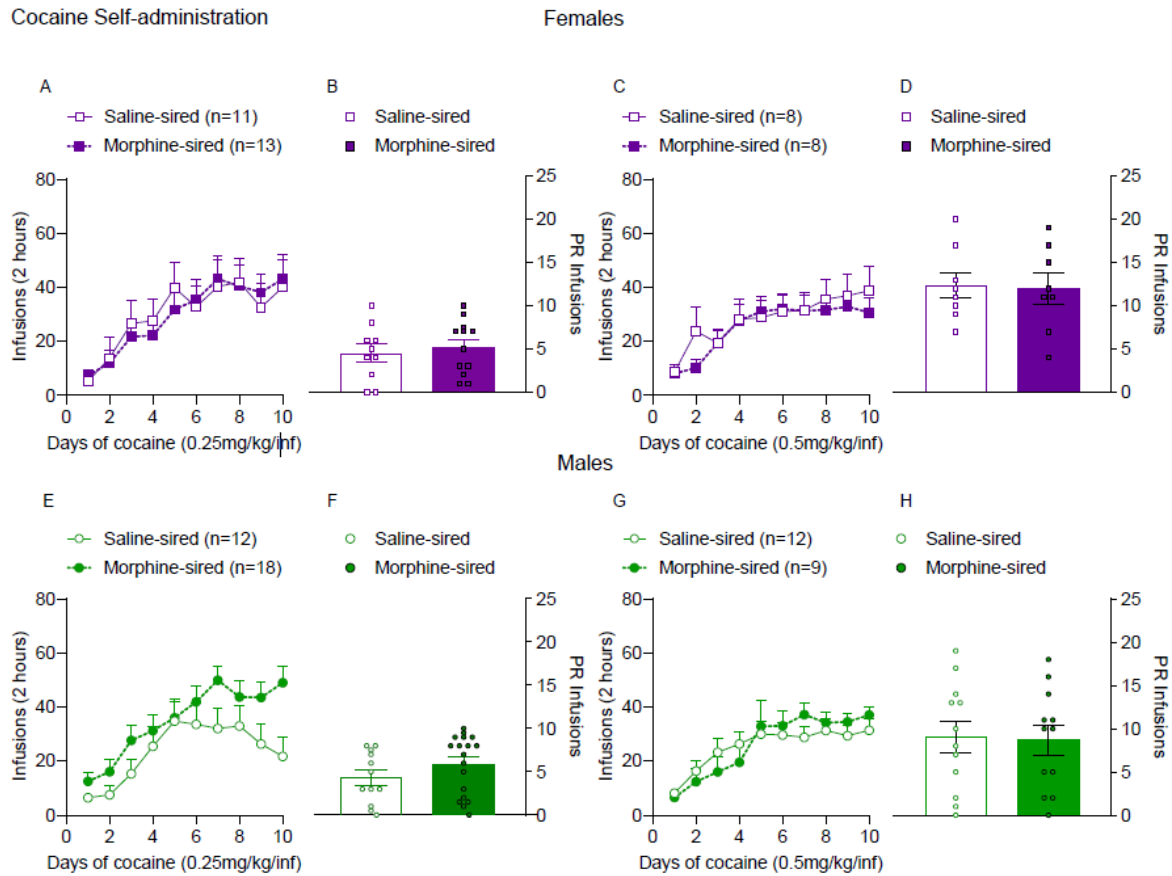 Cocaine Self-administration
Females
A
Saline-sired (n=11)
Morphine-sired (n=13)
80
60
40
20
0
Infusions (2 hours)
0 2 4 6 8 10
Days of cocaine (0.25mg/kg/inf)
B
Saline-sired
Morphine-sired
25
20
15
10
5
0
PR Infusions
C
Saline-sired (n=8)
Morphine-sired (n=8)
80
60
40
20
0
Infusions (2 hours)
0 2 4 6 8 10
Days of cocaine (0.5mg/kg/inf)
D
Saline-sired
Morphine-sired
25
20
15
10
5
0
PR Infusions
Males
E
Saline-sired (n=12)
Morphine-sired (n=18)
80
60
40
20
0
Infusions (2 hours)
0 2 4 6 8 10
Days of cocaine (0.25mg/kg/inf)
F
Saline-sired
Morphine-sired
25
20
15
10
5
0
PR Infusions
G
Saline-sired (n=12)
Morphine-sired (n=9)
80
60
40
20
0
Infusions (2 hours)
0 2 4 6 8 10
Days of cocaine (0.5mg/kg/inf)
H
Saline-sired
Morphine-sired
25
20
15
10
5
0
PR Infusions